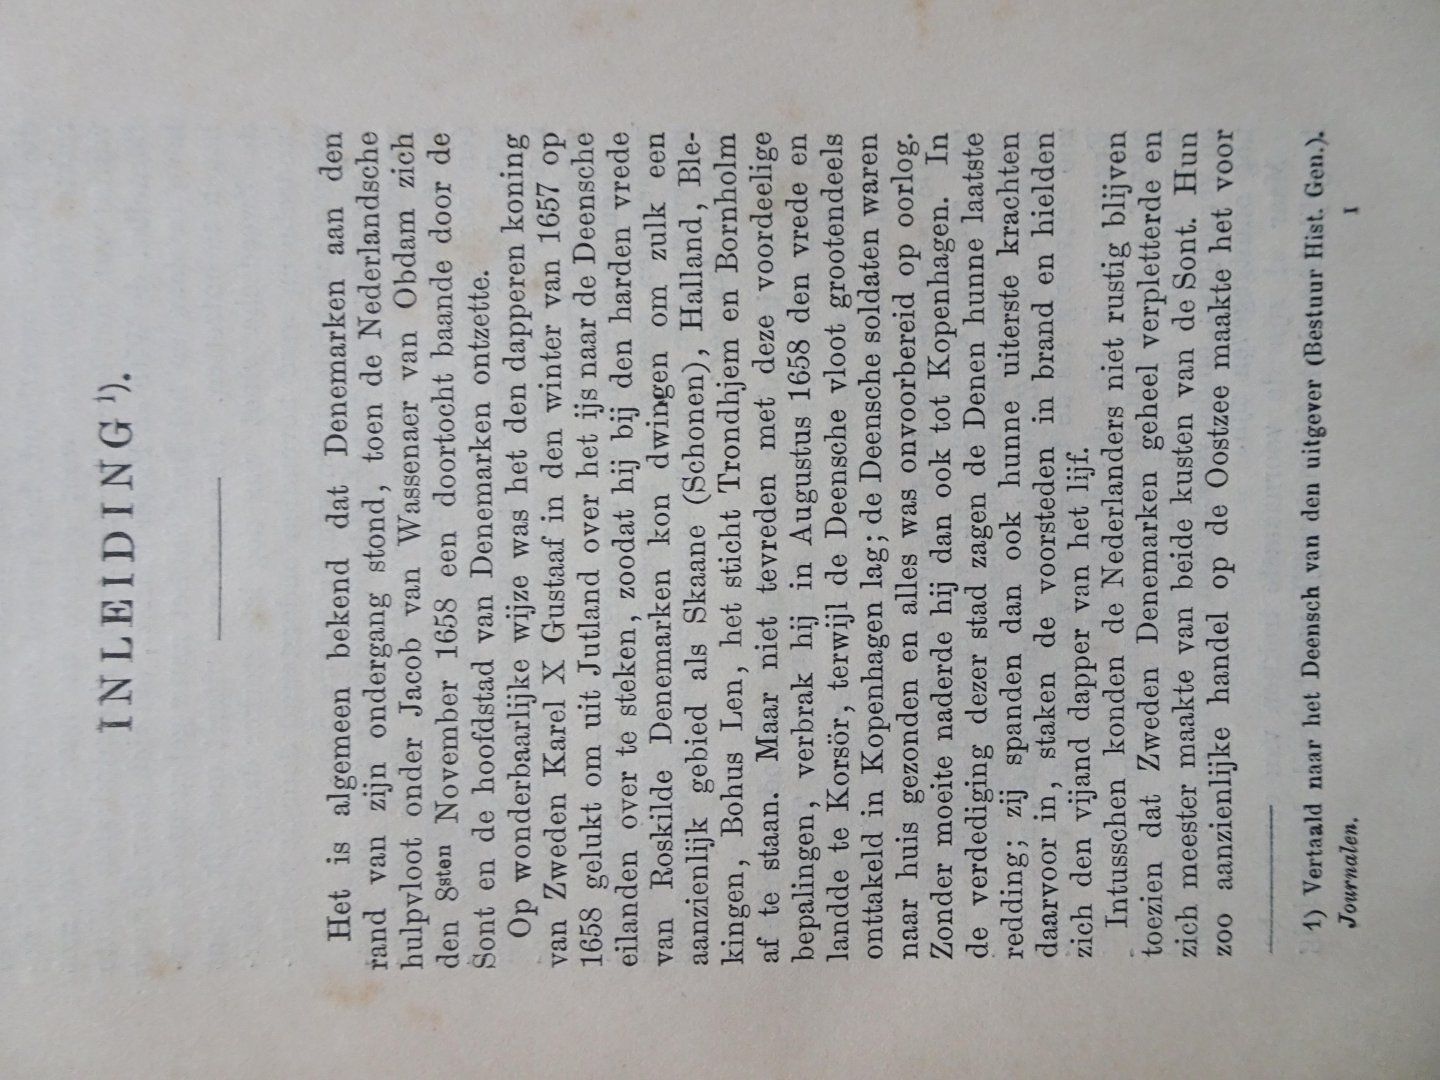 INLEIDING ¹).
Het is algemeen bekend dat Denemarken aan den
rand van zijn ondergang stond, toen de Nederlandsche
hulpvloot onder Jacob van Wassenaer van Obdam zich
den 8sten November 1658 een doortocht baande door de
Sont en de hoofdstad van Denemarken ontzette.
Op wonderbaarlijke wijze was het den dapperen koning
van Zweden Karel X Gustaaf in den winter van 1657 op
1658 gelukt om uit Jutland over het ijs naar de Deensche
eilanden over te steken, zoodat hij bij den harden vrede
van Roskilde Denemarken kon dwingen om zulk een
aanzienlijk gebied als Skaane (Schonen), Halland, Ble-
kingen, Bohus Len, het sticht Trondhjem en Bornholm
af te staan. Maar niet tevreden met deze voordeelige
bepalingen, verbrak hij in Augustus 1658 den vrede en
landde te Korsör, terwijl de Deensche vloot grootendeels
onttakeld in Kopenhagen lag; de Deensche soldaten waren
naar huis gezonden en alles was onvoorbereid op oorlog.
Zonder moeite naderde hij dan ook tot Kopenhagen. In
de verdediging dezer stad zagen de Denen hunne laatste
redding; zij spanden dan ook hunne uiterste krachten
daarvoor in, staken de voorsteden in brand en hielden
zich den vijand dapper van het lijf.
Intusschen konden de Nederlanders niet rustig blijven
toezien dat Zweden Denemarken geheel verpletterde en
zich meester maakte van beide kusten van de Sont. Hun
zoo aanzienlijke handel op de Oostzee maakte het voor
1) Vertaald naar het Deensch van den uitgever (Bestuur Hist. Gen.).
Journalen. I